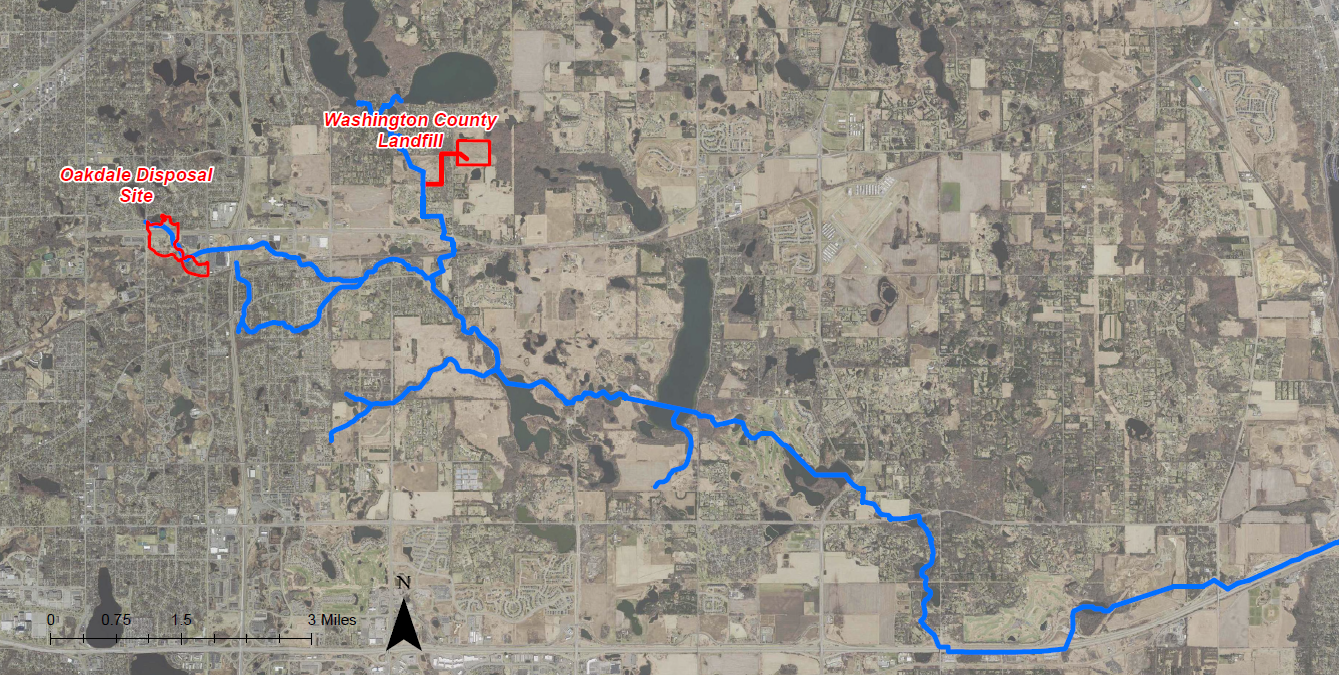 Washington County
Landfill
Oakdale Disposal
Site
N
0 0.75 1.5 3 Miles